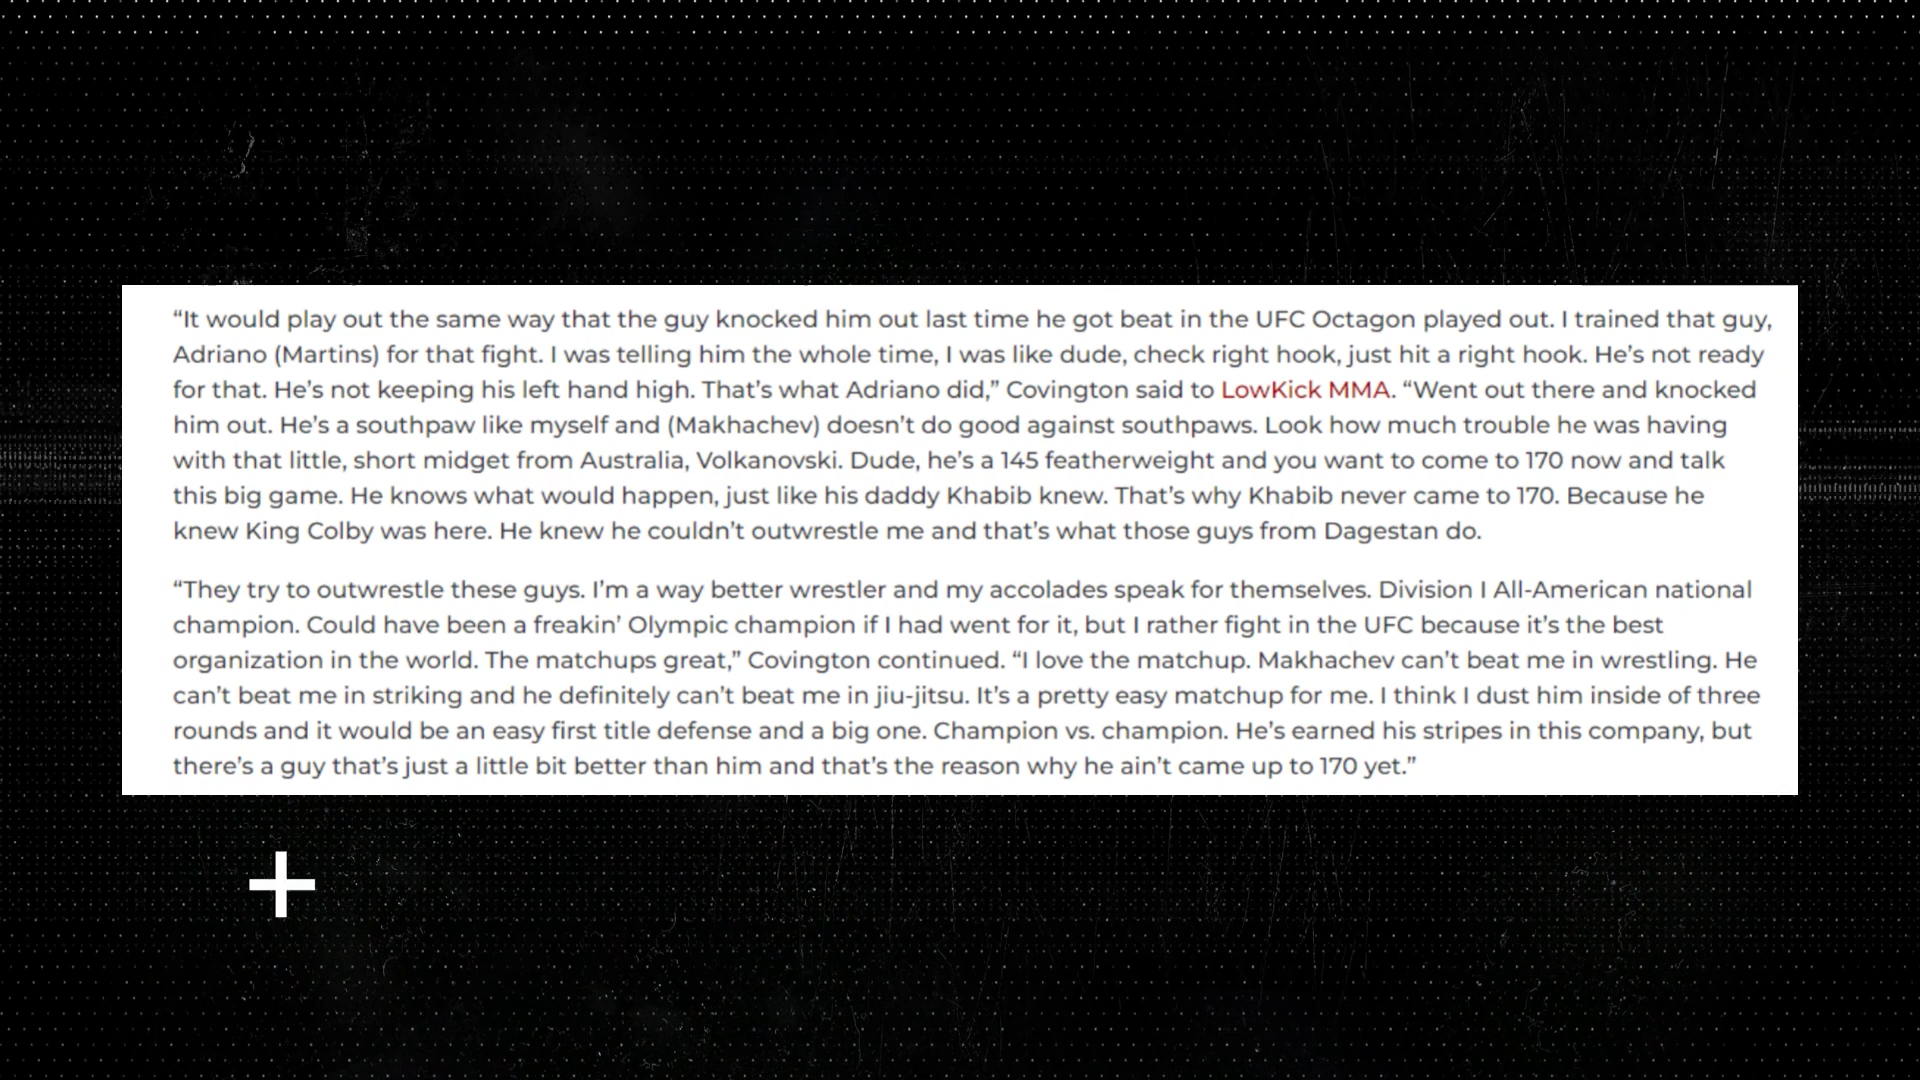 “It would play out the same way that the guy knocked him out last time he got beat in the UFC Octagon played out. I trained that guy,
Adriano (Martins) for that fight. I was telling him the whole time, I was like dude, check right hook, just hit a right hook. He’s not ready
for that. He’s not keeping his left hand high. That’s what Adriano did,” Covington said to LowKick MMA. “Went out there and knocked
him out. He’s a southpaw like myself and (Makhachev) doesn’t do good against southpaws. Look how much trouble he was having
with that little, short midget from Australia, Volkanovski. Dude, he’s a 145 featherweight and you want to come to 170 now and talk
this big game. He knows what would happen, just like his daddy Khabib knew. That’s why Khabib never came to 170. Because he
knew King Colby was here. He knew he couldn’t outwrestle me and that’s what those guys from Dagestan do.
“They try to outwrestle these guys. I’m a way better wrestler and my accolades speak for themselves. Division I All-American national
champion. Could have been a freakin’ Olympic champion if I had went for it, but I rather fight in the UFC because it’s the best
organization in the world. The matchups great,” Covington continued. “I love the matchup. Makhachev can’t beat me in wrestling. He
can’t beat me in striking and he definitely can’t beat me in jiu-jitsu. It’s a pretty easy matchup for me. I think I dust him inside of three
rounds and it would be an easy first title defense and a big one. Champion vs. champion. He’s earned his stripes in this company, but
there’s a guy that’s just a little bit better than him and that’s the reason why he ain’t came up to 170 yet.”